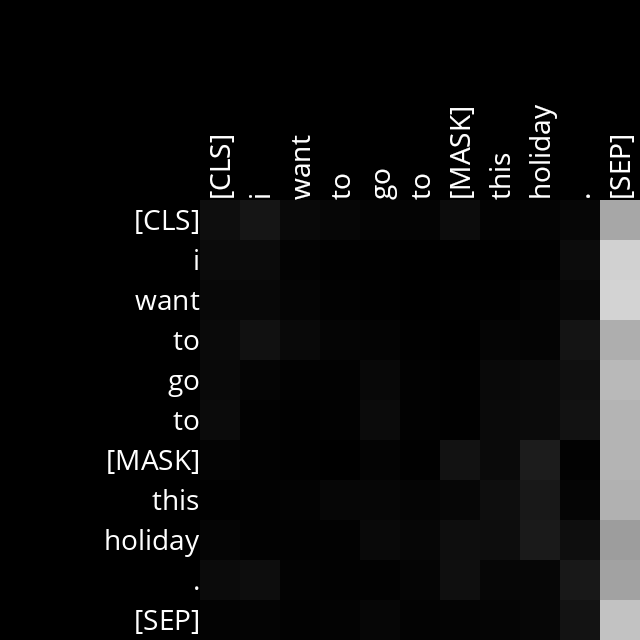 [CLS] i want to go to [MASK] this holiday . [SEP]
[CLS]
i
want
to
go
to
[MASK]
this
holiday
.
[SEP]